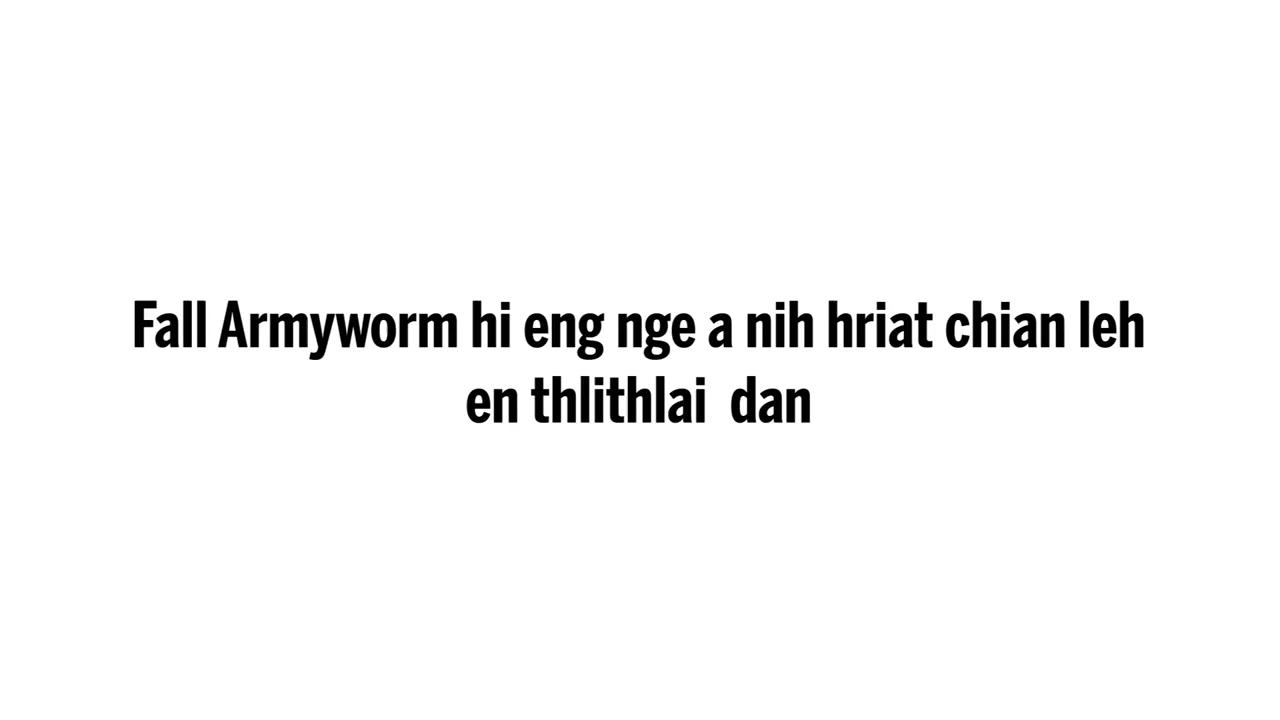 Fall Armyworm hi eng nge a nih hriat chian leh
en thlithlai dan